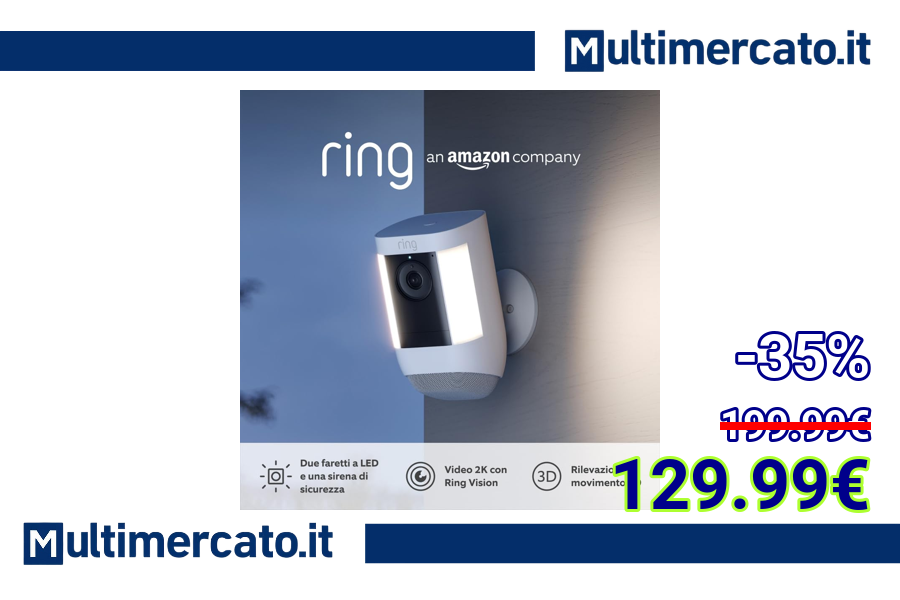 Multimercato.it
ring an amazon company
ring
-35%
199.99€
Due faretti a LED
e una sirena di
sicurezza
Video 2K con
Ring Vision
3D
movimento
129.99€
Multimercato.it